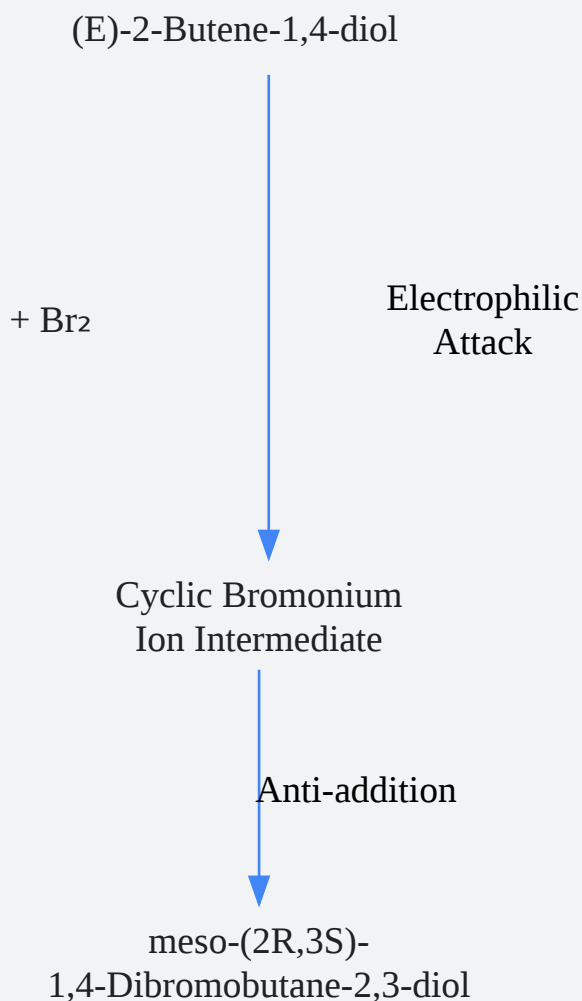 (E)-2-Butene-1,4-diol
+ Br₂
Electrophilic
Attack
Cyclic Bromonium
Ion Intermediate
Anti-addition
meso-(2R,3S)-
1,4-Dibromobutane-2,3-diol